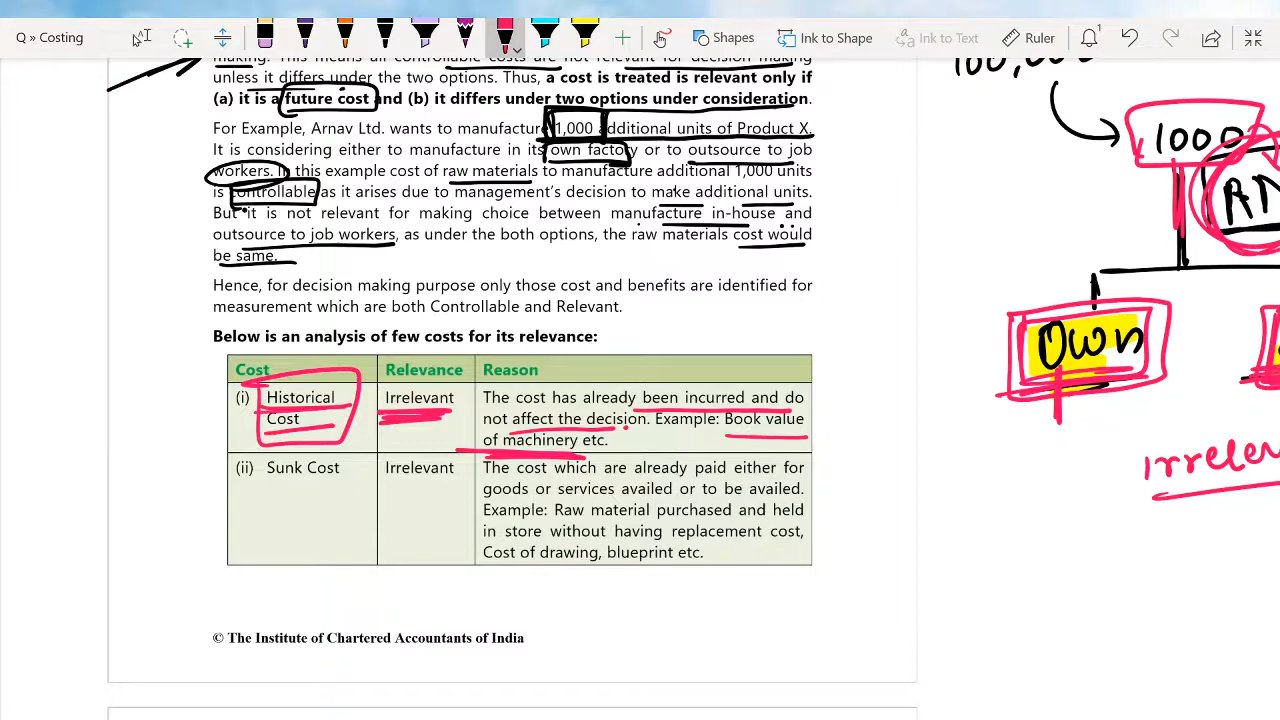 Q » Costing
Shapes
Ink to Shape
Ink to Text
Ruler
1
making. This means all controllable costs are not relevant for decision making
unless it differs under the two options. Thus, a cost is treated is relevant only if
(a) it is a future cost and (b) it differs under two options under consideration.
For Example, Arnav Ltd. wants to manufacture 1,000 additional units of Product X.
It is considering either to manufacture in its own factory or to outsource to job
workers. In this example cost of raw materials to manufacture additional 1,000 units
is controllable as it arises due to management's decision to make additional units.
But it is not relevant for making choice between manufacture in-house and
outsource to job workers, as under the both options, the raw materials cost would
be same.
Hence, for decision making purpose only those cost and benefits are identified for
measurement which are both Controllable and Relevant.
Below is an analysis of few costs for its relevance:
Cost Relevance Reason
(i) Historical Irrelevant The cost has already been incurred and do
Cost not affect the decision. Example: Book value
of machinery etc.
(ii) Sunk Cost Irrelevant The cost which are already paid either for
goods or services availed or to be availed.
Example: Raw material purchased and held
in store without having replacement cost,
Cost of drawing, blueprint etc.
© The Institute of Chartered Accountants of India
1000
Own